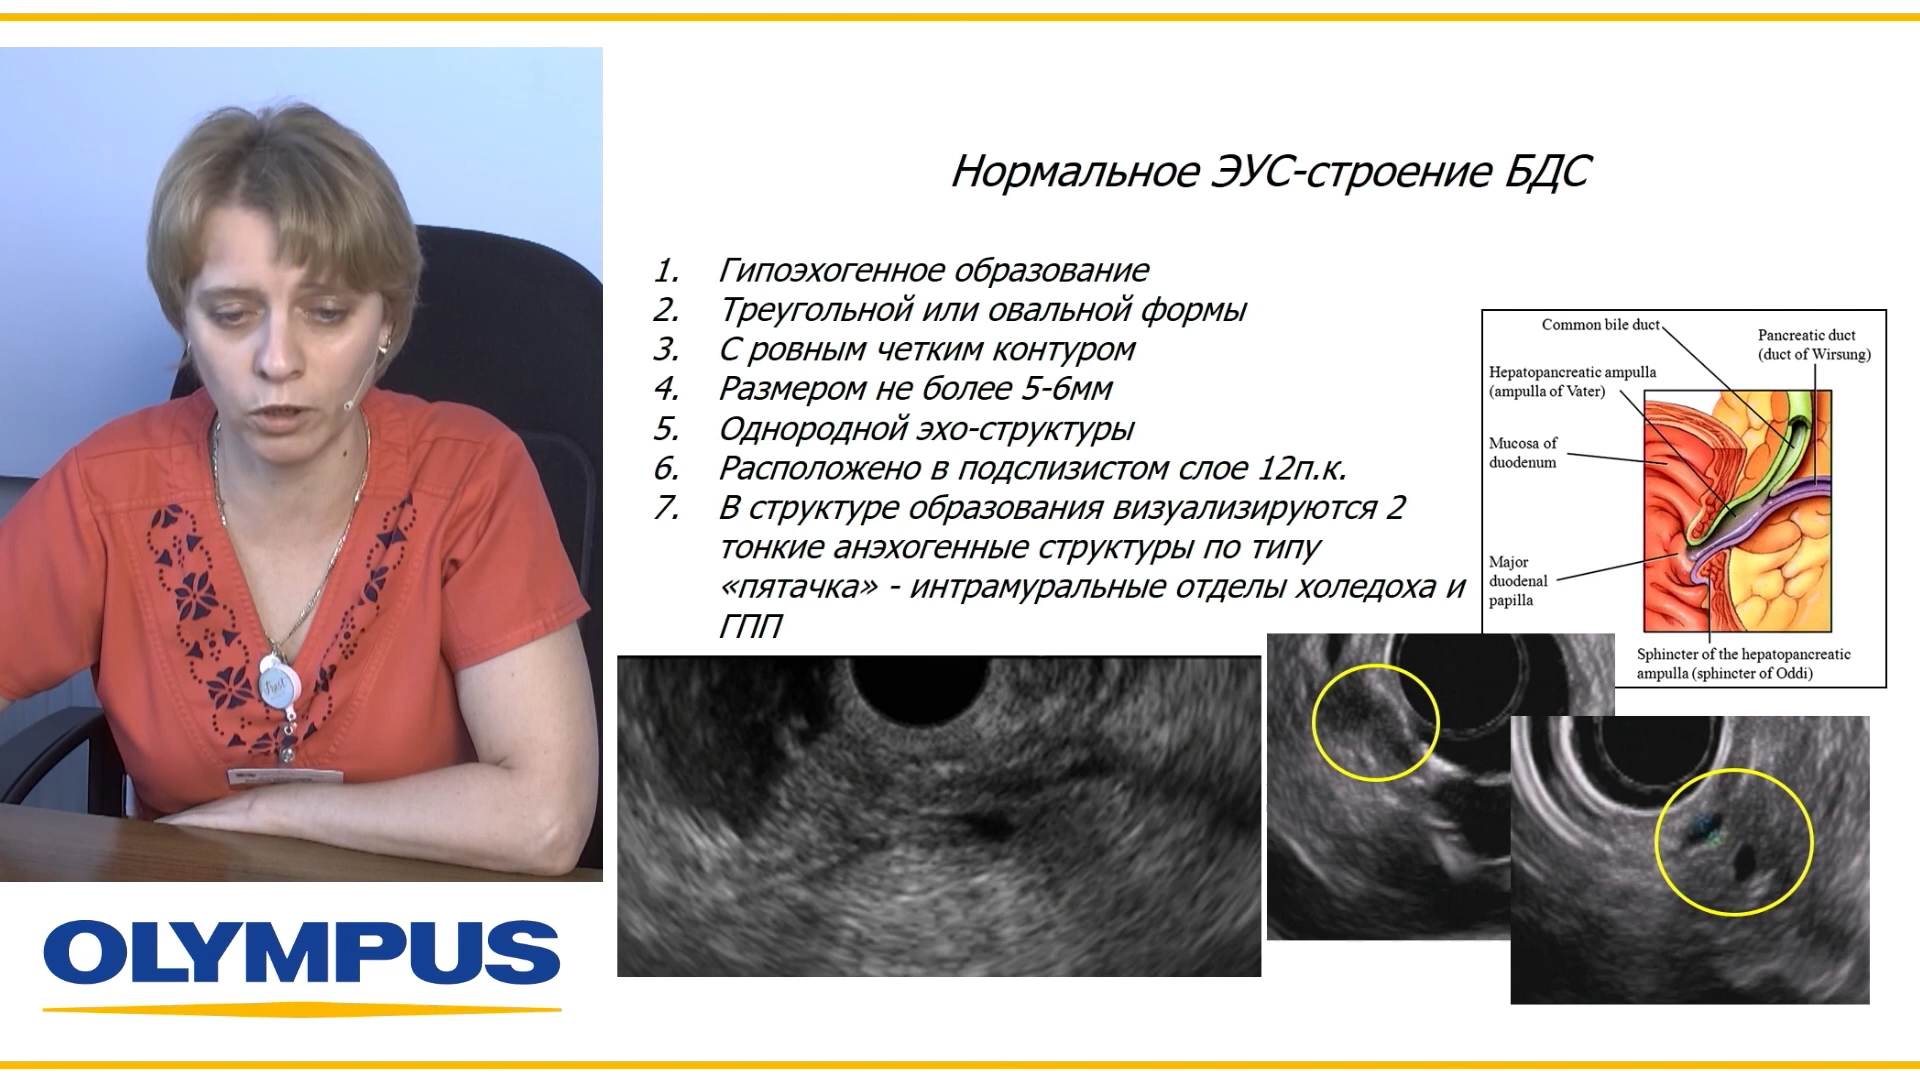 Нормальное ЭУС-строение БДС
1. Гипоэхогенное образование
2. Треугольной или овальной формы
3. С ровным четким контуром
4. Размером не более 5-6мм
5. Однородной эхо-структуры
6. Расположено в подслизистом слое 12п.к.
7. В структуре образования визуализируются 2
тонкие анэхогенные структуры по типу
«пятачка» - интрамуральные отделы холедоха и
ГПП
Common bile duct
Pancreatic duct
(duct of Wirsung)
Hepatopancreatic ampulla
(ampulla of Vater)
Mucosa of
duodenum
Major
duodenal
papilla
Sphincter of the hepatopancreatic
ampulla (sphincter of Oddi)
OLYMPUS